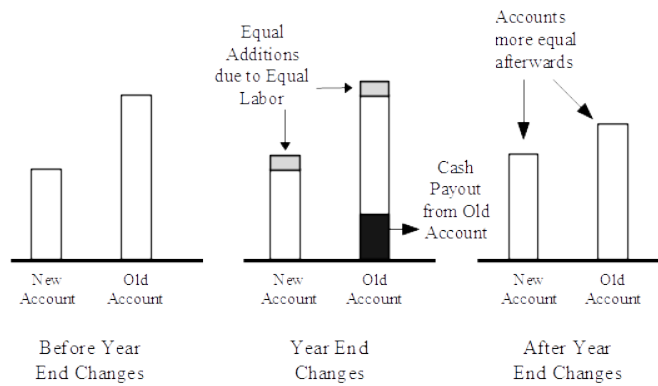 Equal
Additions
due to Equal
Labor
Accounts
more equal
afterwards
Cash
Payout
from Old
Account
New
Account
Old
Account
New
Account
Old
Account
New
Account
Old
Account
Before Year
End Changes
Year End
Changes
After Year
End Changes